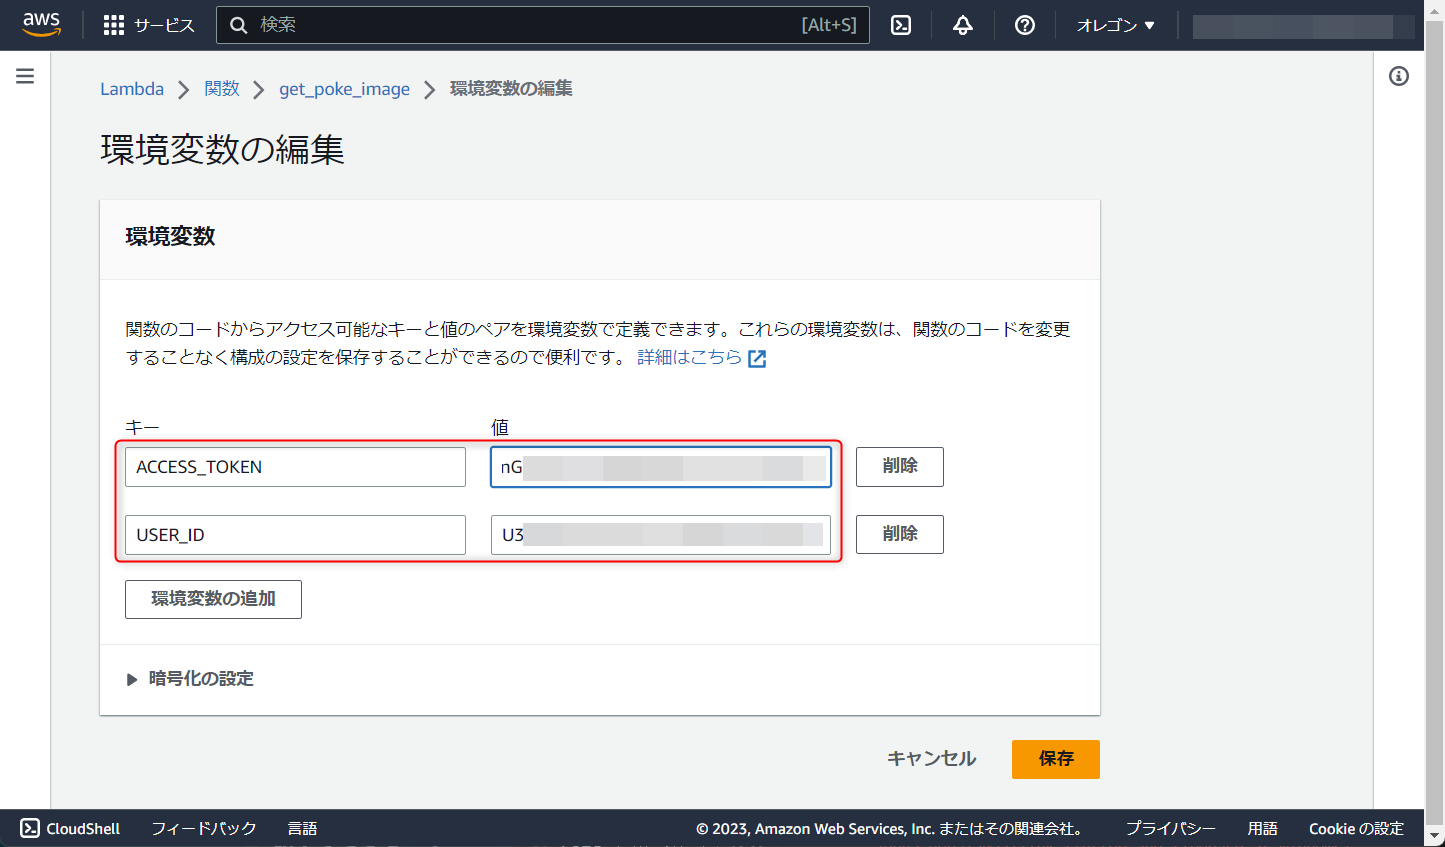 aws
サービス
検索
[Alt+S]
オレゴン
Lambda
関数
get_poke_image
環境変数の編集
環境変数の編集
環境変数
関数のコードからアクセス可能なキーと値のペアを環境変数で定義できます。これらの環境変数は、関数のコードを変更
することなく構成の設定を保存することができるので便利です。 詳細はこちら
キー
値
ACCESS_TOKEN
nG
削除
USER_ID
U3
削除
環境変数の追加
暗号化の設定
キャンセル
保存
CloudShell
フィードバック
言語
© 2023, Amazon Web Services, Inc. またはその関連会社。
プライバシー
用語
Cookie の設定